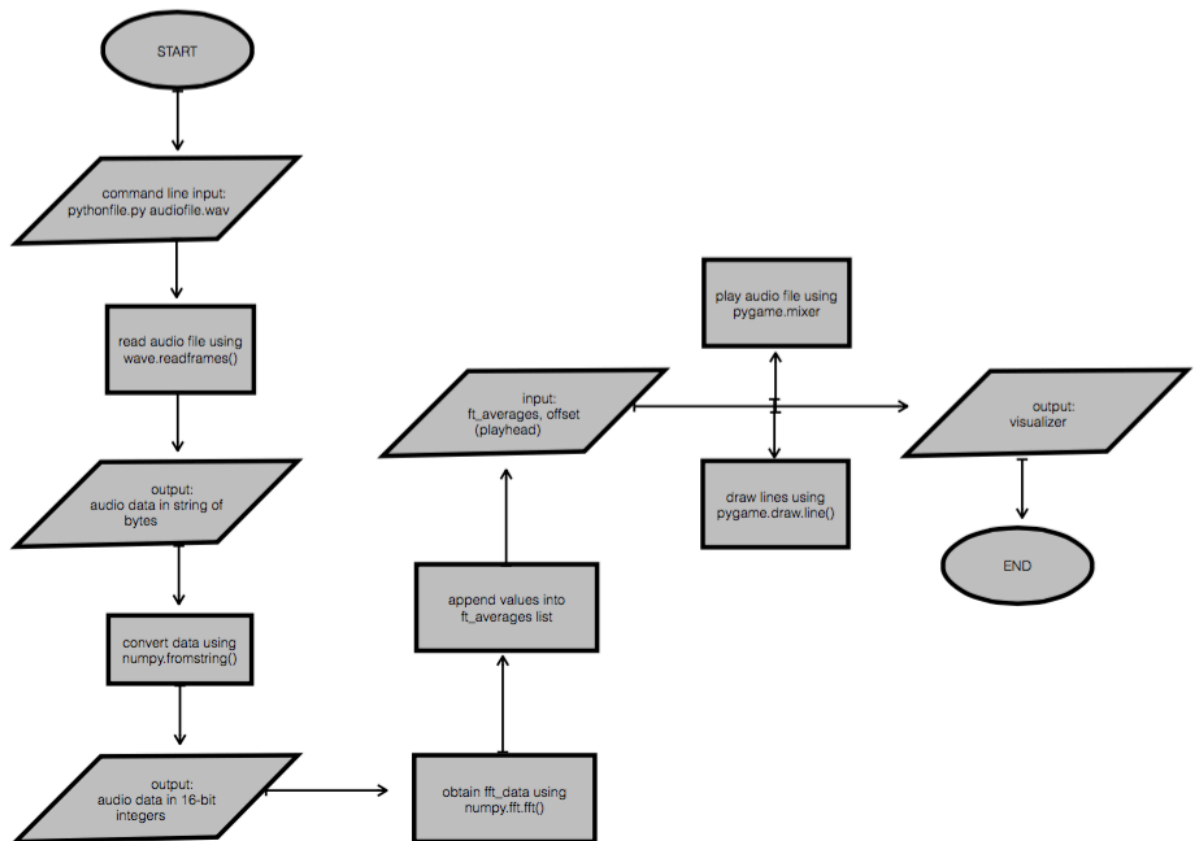 START
command line input:
pythonfile.py audiofile.wav
read audio file using
wave.readframes()
output:
audio data in string of
bytes
convert data using
numpy.fromstring()
output:
audio data in 16-bit
integers
obtain fft_data using
numpy.fft.fft()
append values into
ft_averages list
input:
ft_averages, offset
(playhead)
play audio file using
pygame.mixer
draw lines using
pygame.draw.line()
output:
visualizer
END